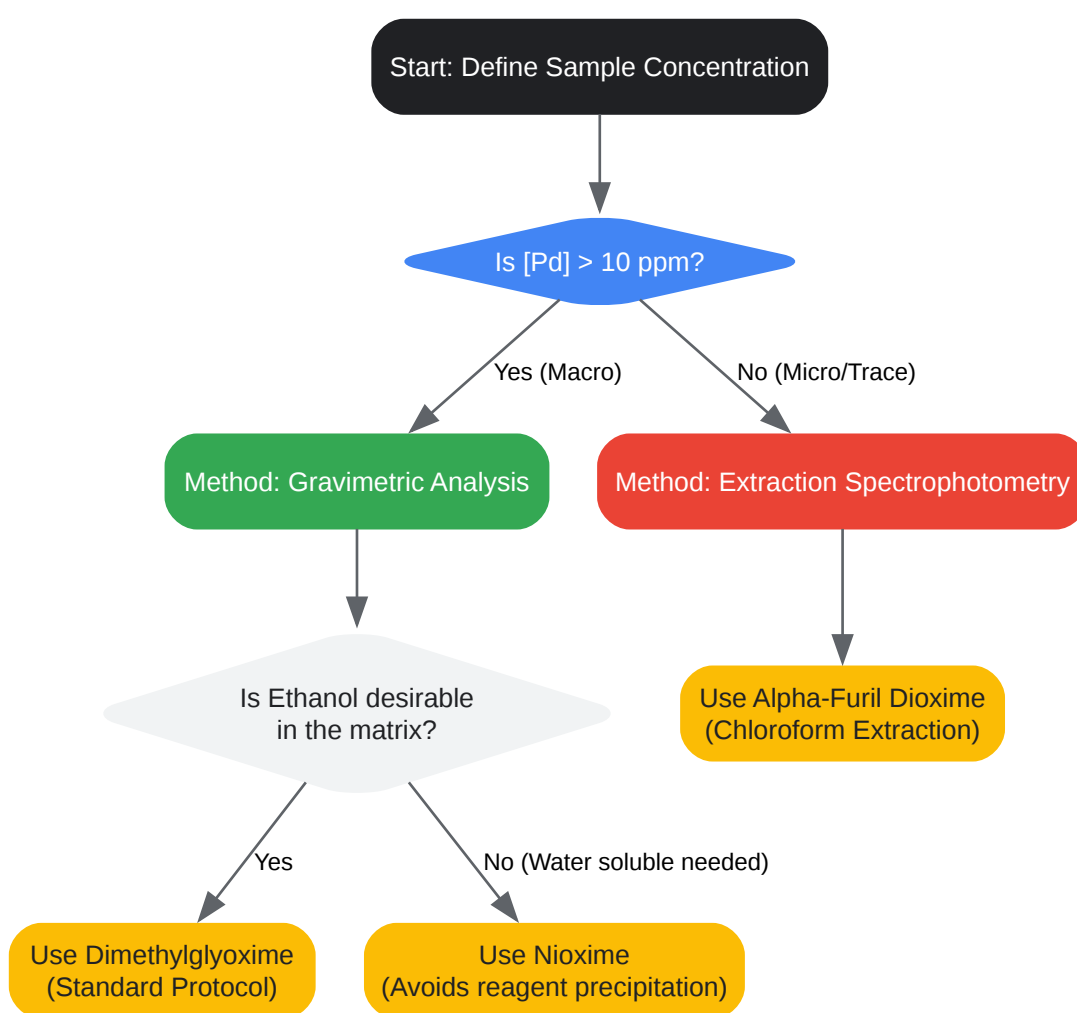 Start: Define Sample Concentration
Is [Pd] > 10 ppm?
Yes (Macro)
No (Micro/Trace)
Method: Gravimetric Analysis
Method: Extraction Spectrophotometry
Is Ethanol desirable
in the matrix?
Use Alpha-Furil Dioxime
(Chloroform Extraction)
Yes
No (Water soluble needed)
Use Dimethylglyoxime
(Standard Protocol)
Use Nioxime
(Avoids reagent precipitation)